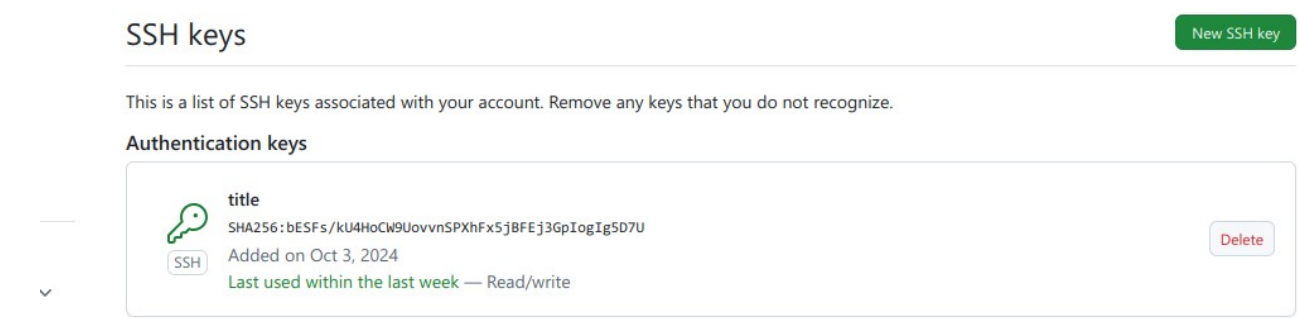 SSH keys
New SSH key
This is a list of SSH keys associated with your account. Remove any keys that you do not recognize.
Authentication keys
title
SHA256:bESFs/kU4HoCW9UovvnSPXhFx5jBFEj3GpIogIg5D7U
SSH
Added on Oct 3, 2024
Last used within the last week — Read/write
Delete